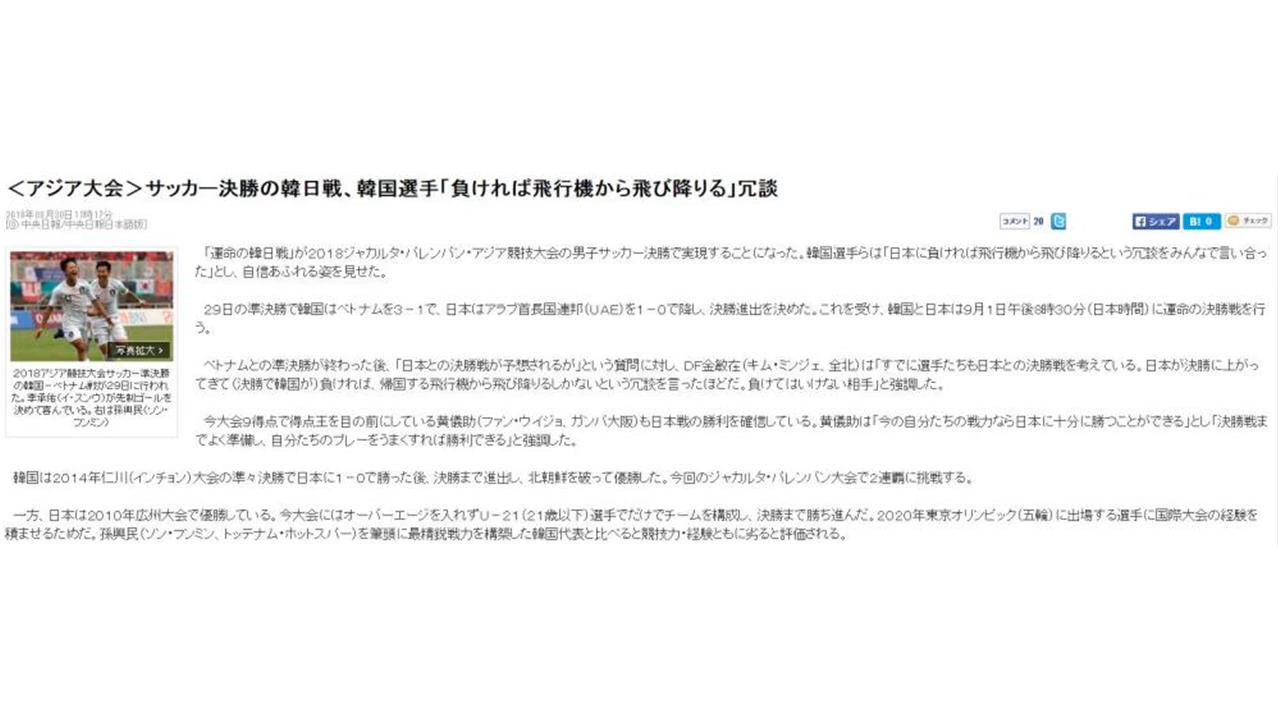 ＜アジア大会＞サッカー決勝の韓日戦、韓国選手「負ければ飛行機から飛び降りる」冗談
2018年08月30日11時17分
[ⓒ 中央日報/中央日報日本語版]
コメント 20
シェア
B! 0
チェック
「運命の韓日戦」が2018ジャカルタ・パレンバン・アジア競技大会の男子サッカー決勝で実現することになった。韓国選手らは「日本に負ければ飛行機から飛び降りるという冗談をみんなで言い合っ
た」とし、自信あふれる姿を見せた。
29日の準決勝で韓国はベトナムを3－1で、日本はアラブ首長国連邦(UAE)を1－0で降し、決勝進出を決めた。これを受け、韓国と日本は9月1日午後8時30分(日本時間)に運命の決勝戦を行
う。
ベトナムとの準決勝が終わった後、「日本との決勝戦が予想されるが」という質問に対し、DF金敏在(キム・ミンジェ、全北)は「すでに選手たちも日本との決勝戦を考えている。日本が決勝に上がっ
てきて(決勝で韓国が)負ければ、帰国する飛行機から飛び降りるしかないという冗談を言ったほどだ。負けてはいけない相手」と強調した。
今大会9得点で得点王を目の前にしている黄儀助(ファン・ウィジョ、ガンバ大阪)も日本戦の勝利を確信している。黄儀助は「今の自分たちの戦力なら日本に十分に勝つことができる」とし「決勝戦ま
でよく準備し、自分たちのプレーをうまくすれば勝利できる」と強調した。
写真拡大
2018アジア競技大会サッカー準決勝
の韓国－ベトナム戦が29日に行われ
た。李承佑(イ・スンウ)が先制ゴールを
決めて喜んでいる。右は孫興民(ソン・
フンミン)
韓国は2014年仁川(インチョン)大会の準々決勝で日本に1－0で勝った後、決勝まで進出し、北朝鮮を破って優勝した。今回のジャカルタ・パレンバン大会で2連覇に挑戦する。
一方、日本は2010年広州大会で優勝している。今大会にはオーバーエージを入れずU－21(21歳以下)選手でだけでチームを構成し、決勝まで勝ち進んだ。2020年東京オリンピック(五輪)に出場する選手に国際大会の経験を
積ませるためだ。孫興民(ソン・フンミン、トッテナム・ホットスパー)を筆頭に最精鋭戦力を構築した韓国代表と比べると競技力・経験ともに劣ると評価される。